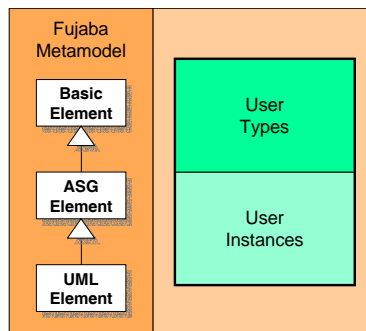 Fujaba
Metamodel
Basic
Element
ASG
Element
UML
Element
User
Types
User
Instances